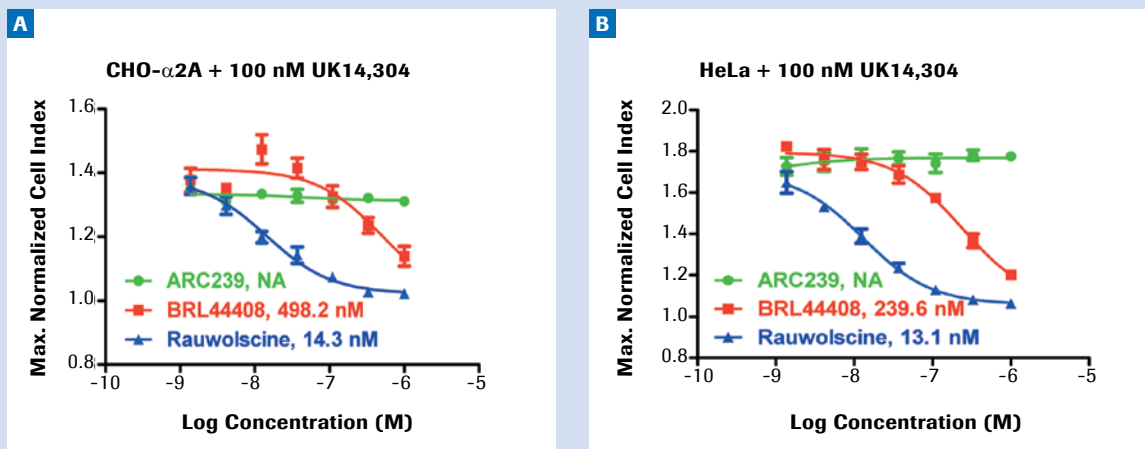 A
CHO-α2A + 100 nM UK14,304
Max. Normalized Cell Index
1.6
1.4
1.2
1.0
0.8
ARC239, NA
BRL44408, 498.2 nM
Rauwolscine, 14.3 nM
-10 -9 -8 -7 -6 -5
Log Concentration (M)
B
HeLa + 100 nM UK14,304
Max. Normalized Cell Index
2.0
1.8
1.6
1.4
1.2
1.0
0.8
ARC239, NA
BRL44408, 239.6 nM
Rauwolscine, 13.1 nM
-10 -9 -8 -7 -6 -5
Log Concentration (M)